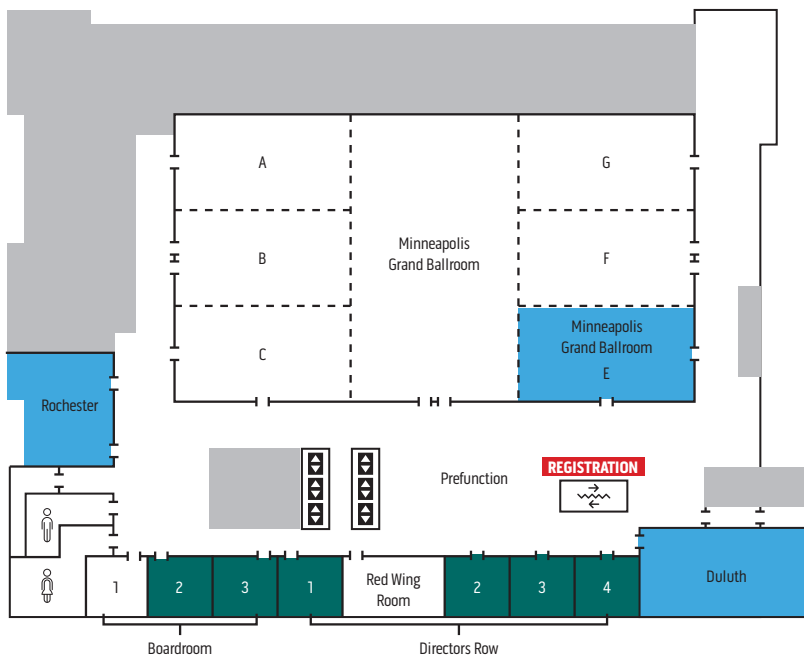 A
G
B
Minneapolis
Grand Ballroom
F
C
Minneapolis
Grand Ballroom
E
Rochester
Prefunction
REGISTRATION
1
2
3
1
Red Wing
Room
2
3
4
Duluth
Boardroom
Directors Row